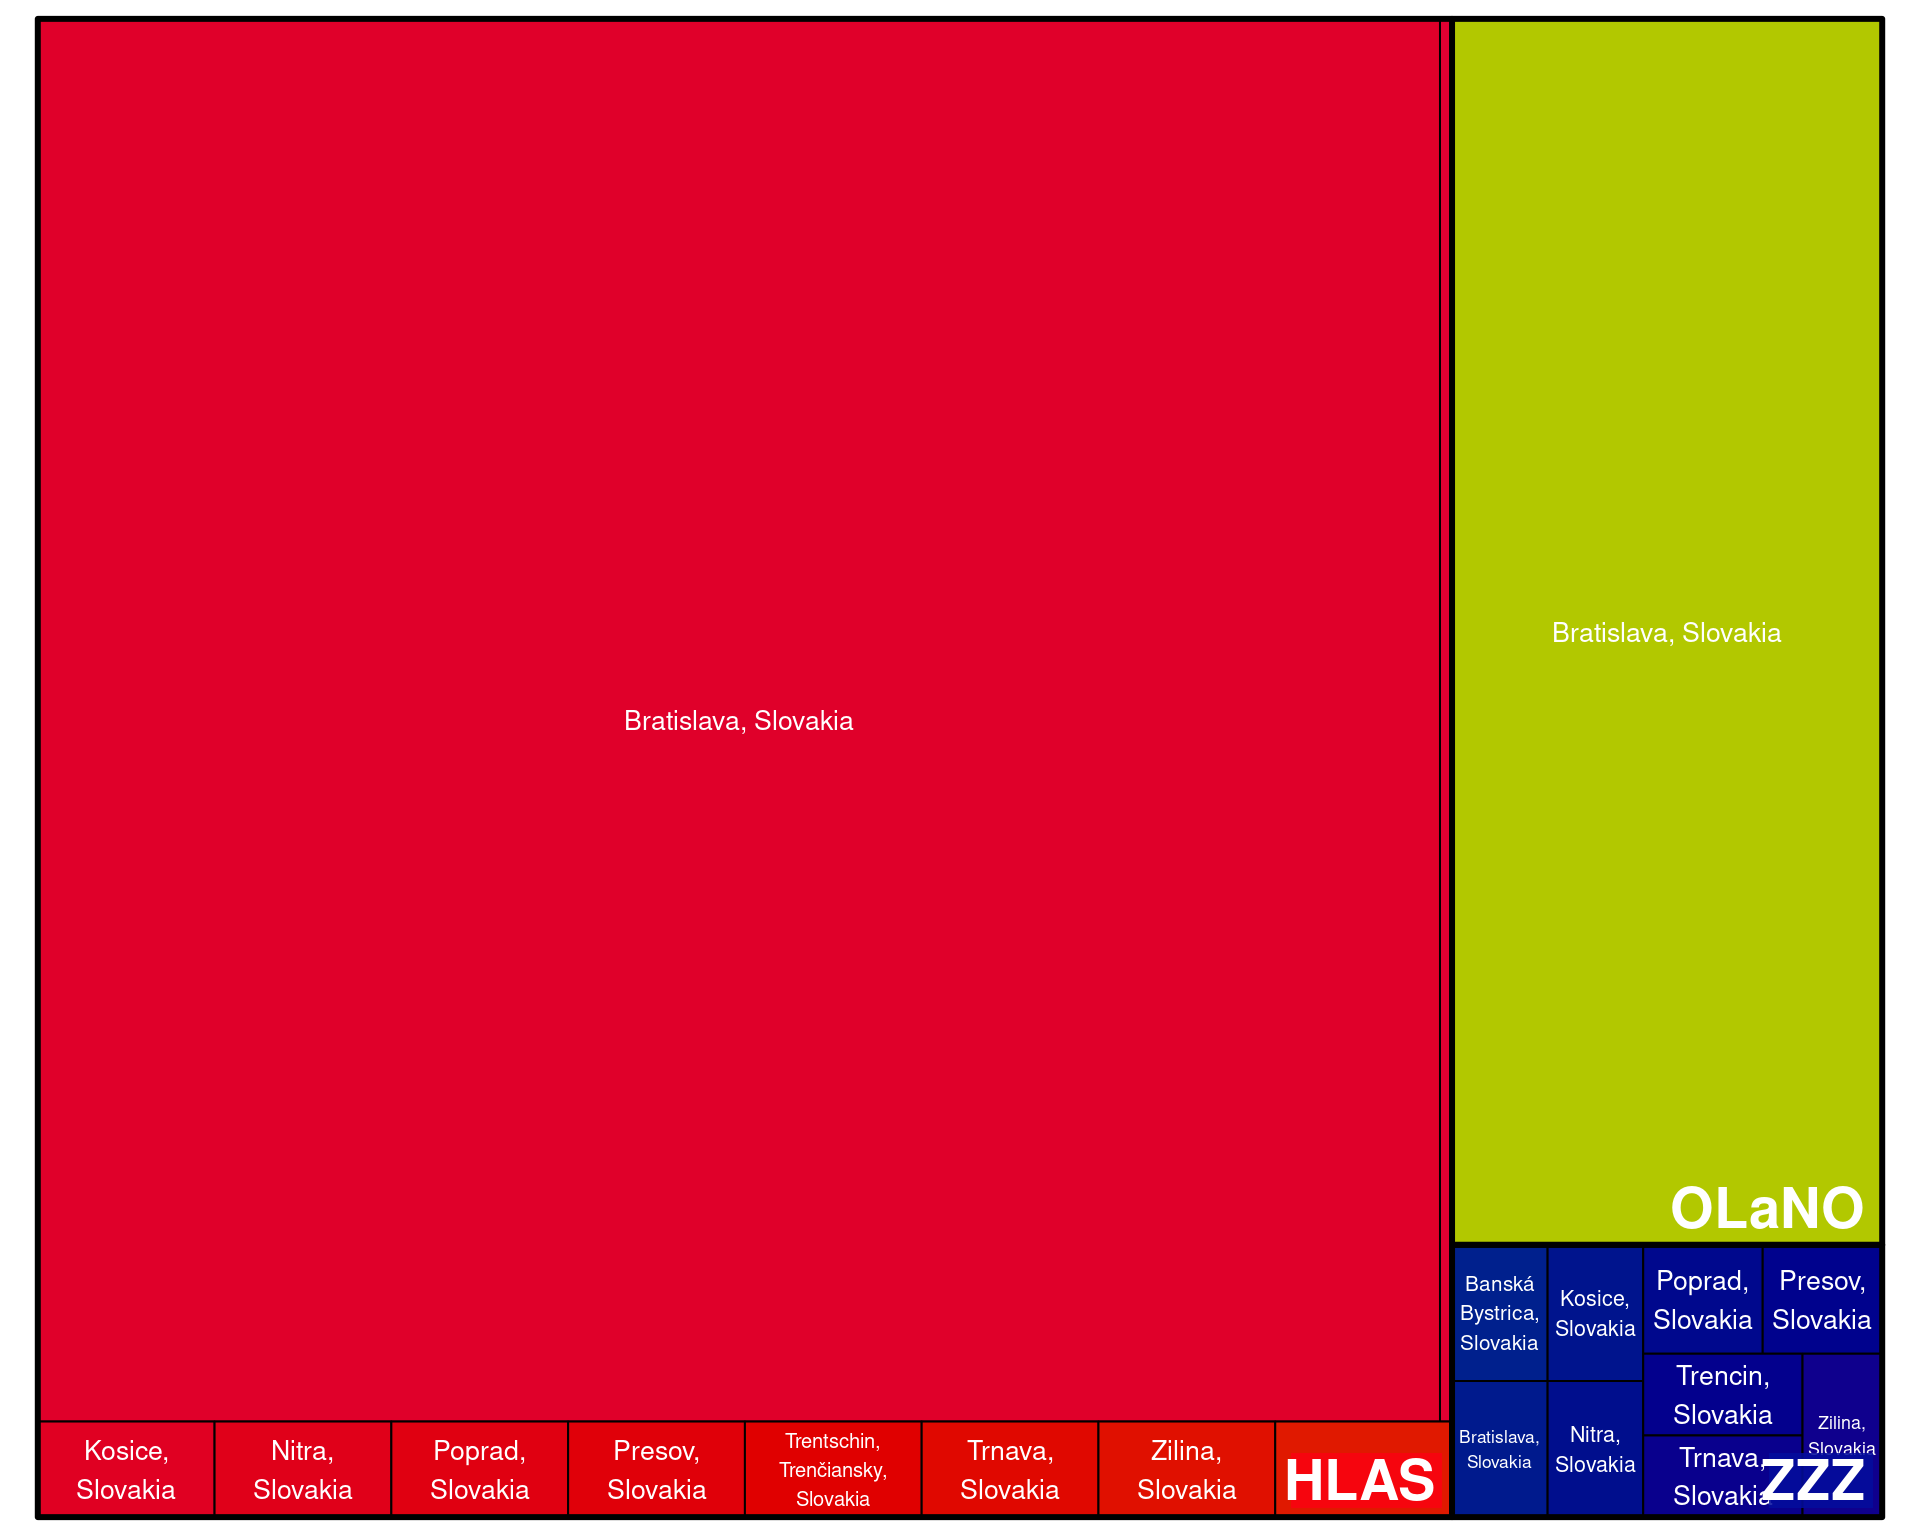 Bratislava, Slovakia
Kosice,
Slovakia
Nitra,
Slovakia
Poprad,
Slovakia
Presov,
Slovakia
Trentschin,
Trenčiansky,
Slovakia
Trnava,
Slovakia
Zilina,
Slovakia
HLAS
Bratislava, Slovakia
OLaNO
Banská
Bystrica,
Slovakia
Kosice,
Slovakia
Poprad,
Slovakia
Presov,
Slovakia
Bratislava,
Slovakia
Nitra,
Slovakia
Trencin,
Slovakia
Trnava,
Slovakia
Zilina,
Slovakia
ZZZ